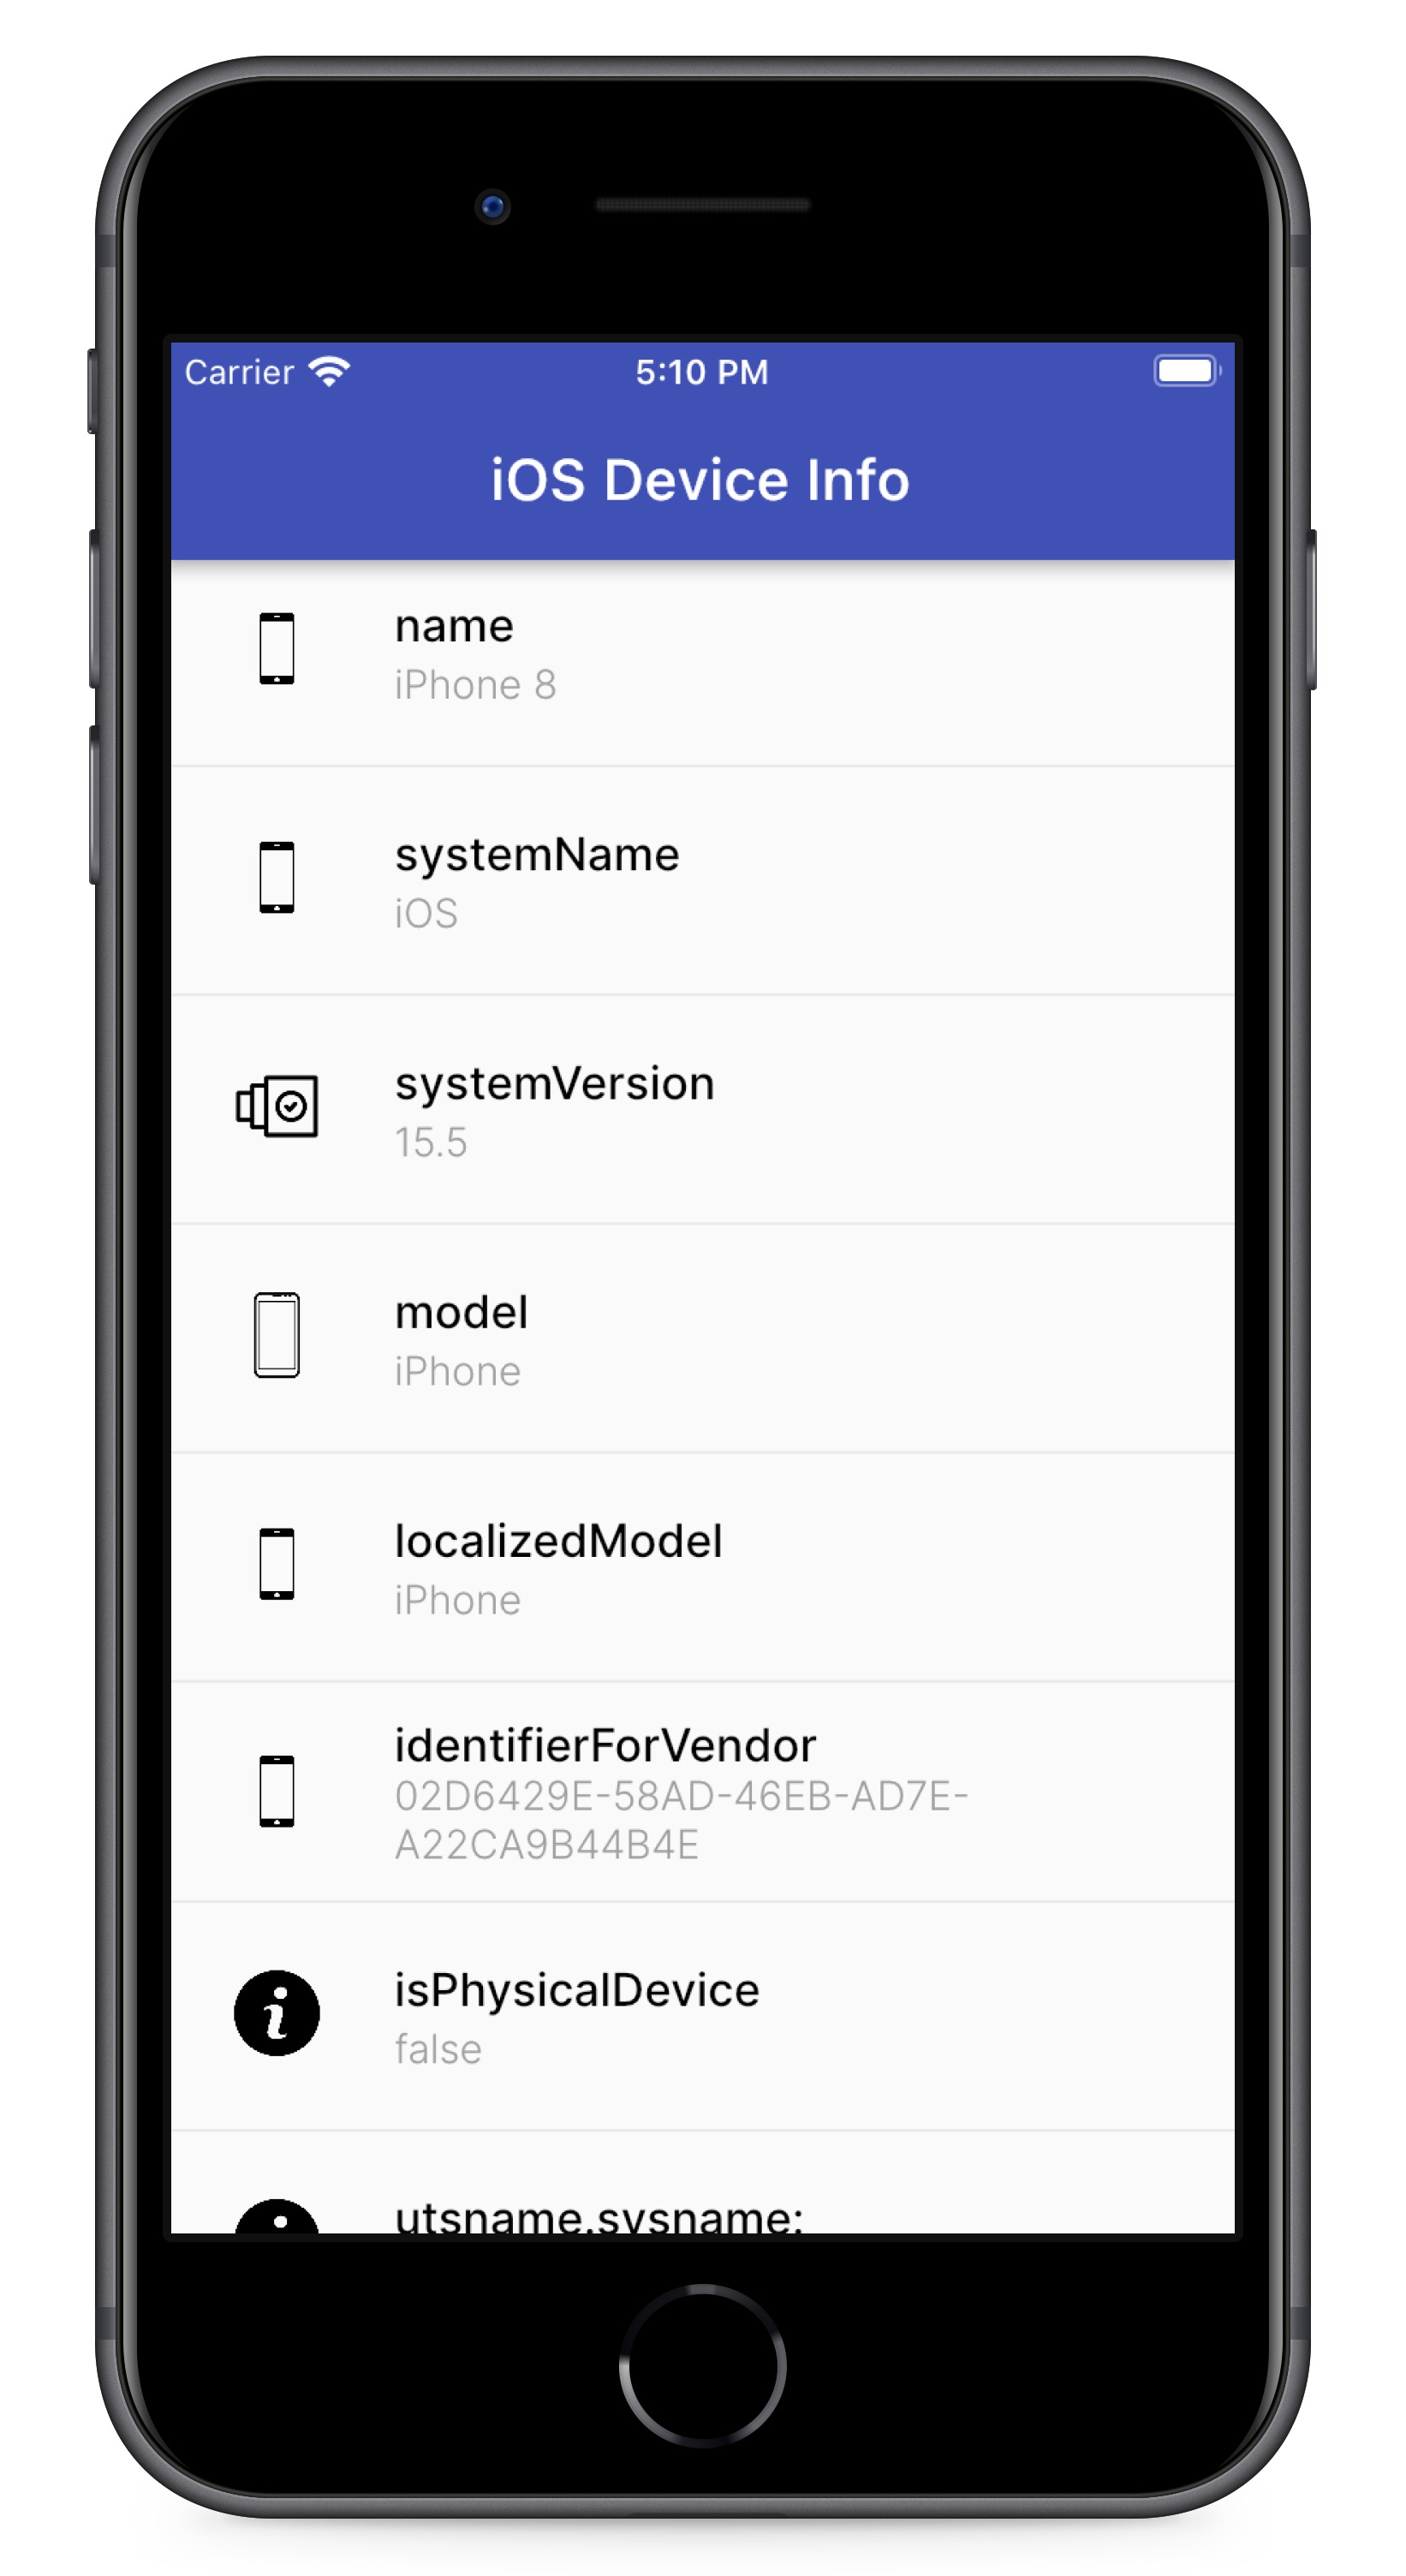 Carrier 5:10 PM
iOS Device Info
name
iPhone 8
systemName
iOS
systemVersion
15.5
model
iPhone
localizedModel
iPhone
identifierForVendor
02D6429E-58AD-46EB-AD7E-
A22CA9B44B4E
isPhysicalDevice
false
utsname.sysname: